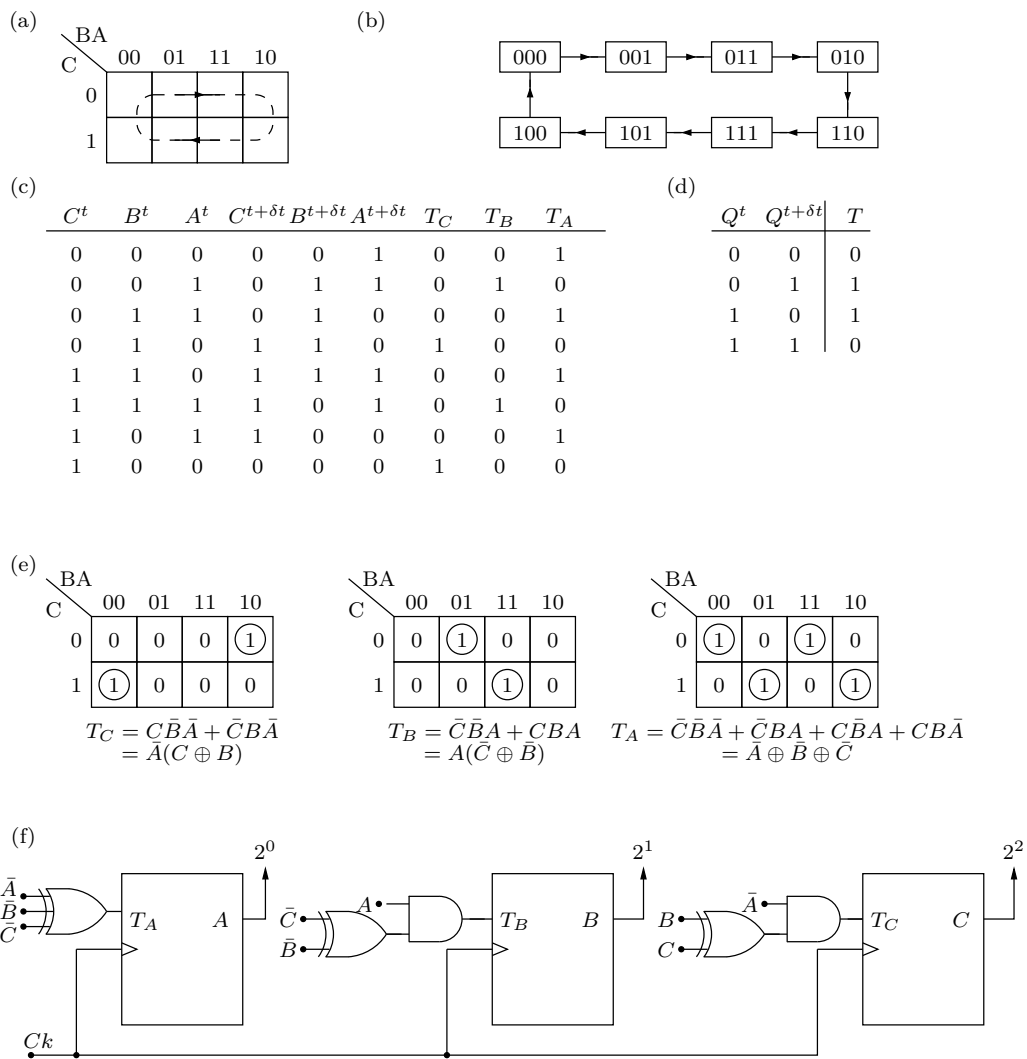 (a)
BA
C
00 01 11 10
0
1
(b)
000 001 011 010
100 101 111 110
(c)
C^t B^t A^t C^{t+δt} B^{t+δt} A^{t+δt} T_C T_B T_A
0 0 0 0 0 1 0 0 1
0 0 1 0 1 1 0 1 0
0 1 1 0 1 0 0 0 1
0 1 0 1 1 0 1 0 0
1 1 0 1 1 1 0 0 1
1 1 1 1 0 1 0 1 0
1 0 1 1 0 0 0 0 1
1 0 0 0 0 0 1 0 0
(d)
Q^t Q^{t+δt} T
0 0 0
0 1 1
1 0 1
1 1 0
(e)
BA
C
00 01 11 10
0 0 0 0 1
1 1 0 0 0
T_C = CB̄Ā + C̄BĀ
= Ā(C ⊕ B)
BA
C
00 01 11 10
0 0 1 0 0
1 0 0 1 0
T_B = C̄B̄A + CBA
= A(C̄ ⊕ B̄)
BA
C
00 01 11 10
0 1 0 1 0
1 0 1 0 1
T_A = C̄B̄Ā + C̄BA + CB̄A + CBĀ
= Ā ⊕ B̄ ⊕ C̄
(f)
Ā
B̄
C̄
T_A A
2^0
A
C̄
B̄
T_B B
2^1
Ā
B
C
T_C C
2^2
Ck